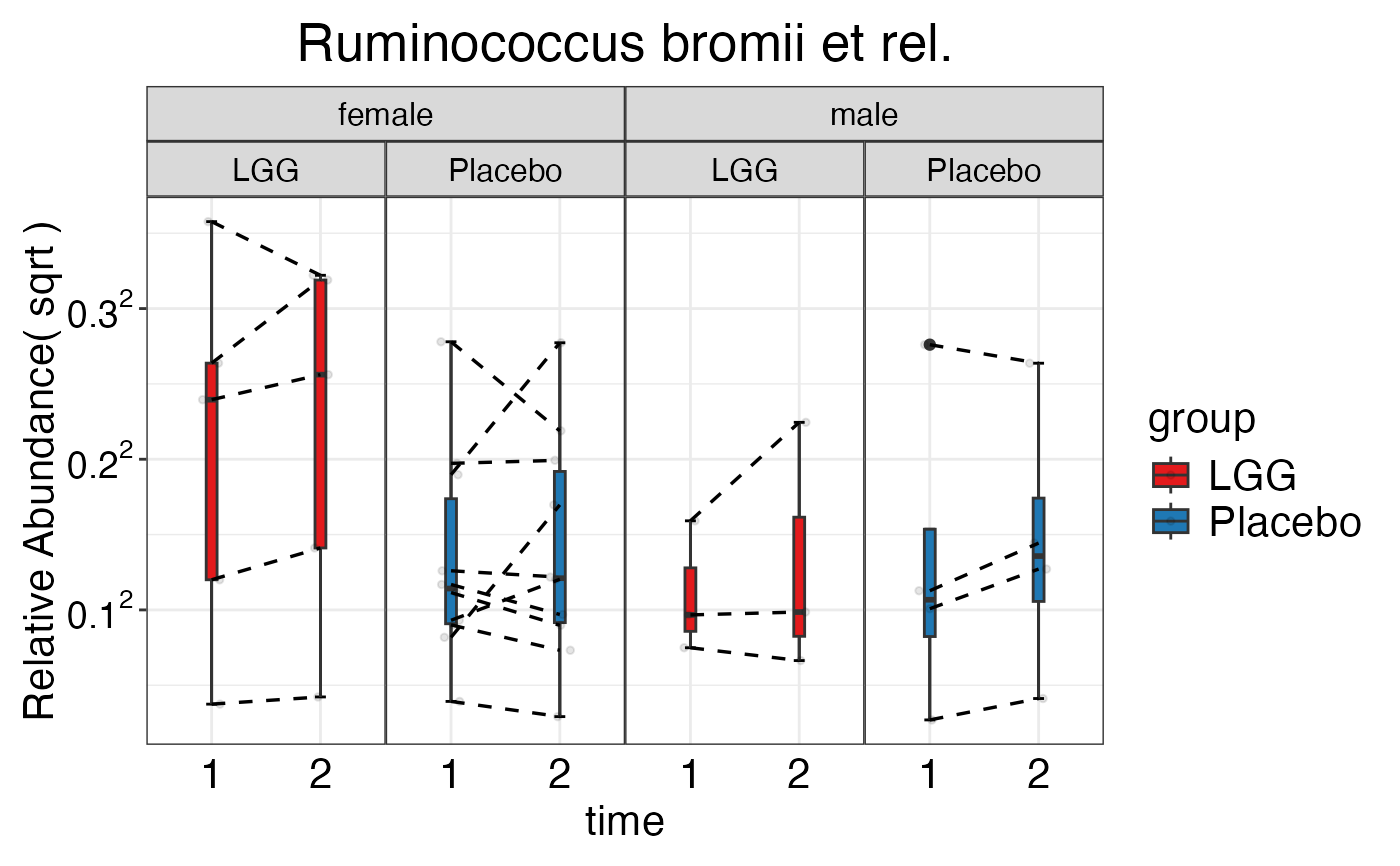 Ruminococcus bromii et rel.
female male
LGG Placebo LGG Placebo
Relative Abundance( sqrt )
0.3²
0.2²
0.1²
1 2 1 2 1 2 1 2
time
group
LGG
Placebo